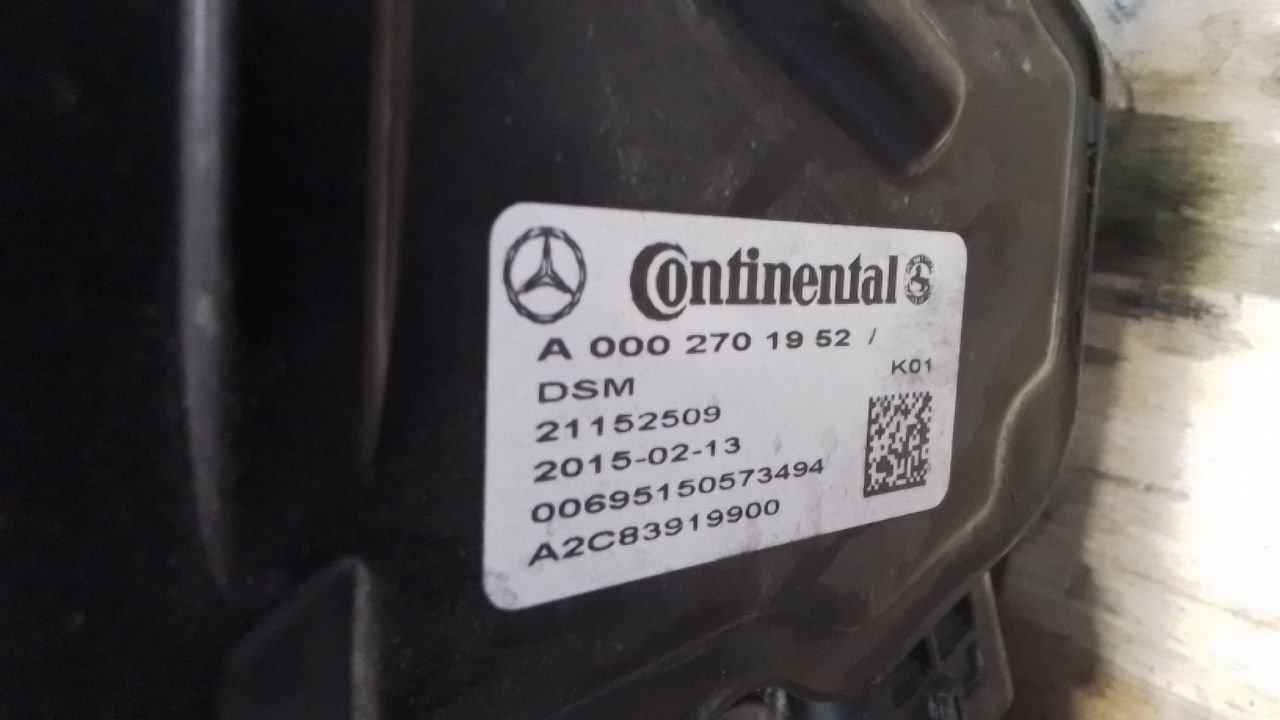 Continental
A 000 270 19 52 /
K01
DSM
21152509
2015-02-13
00695150573494
A2C83919900